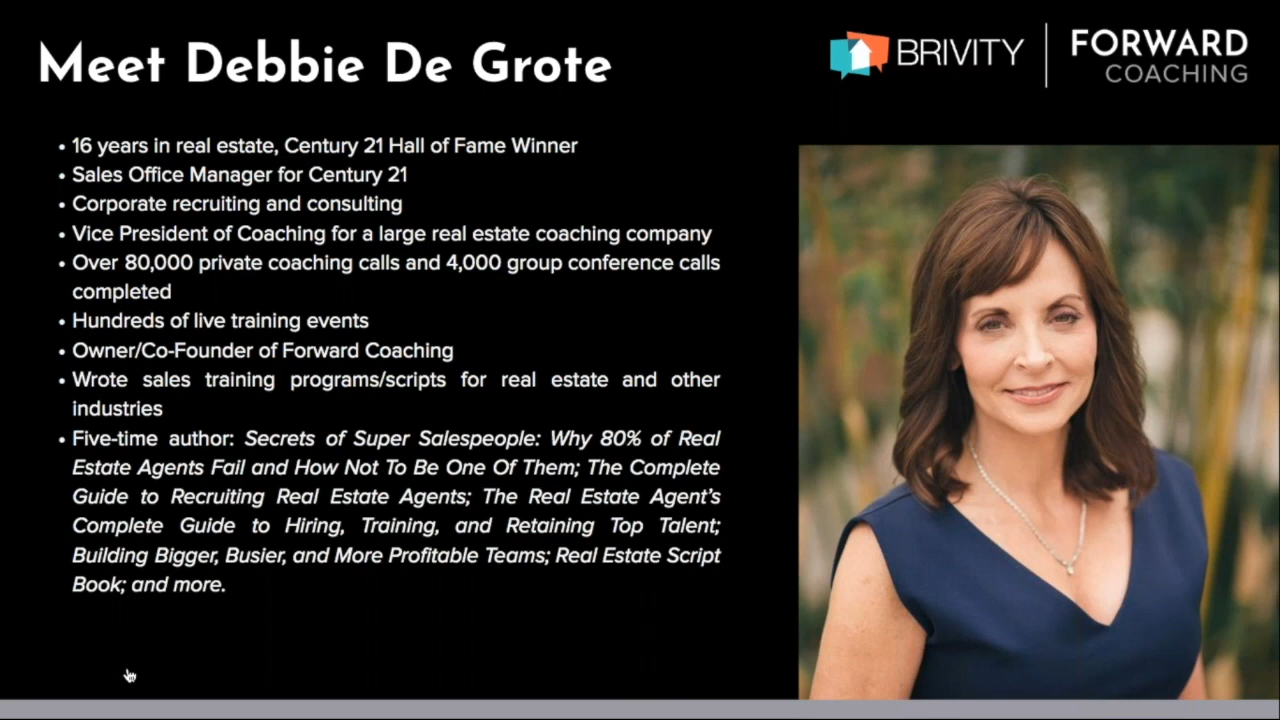 Meet Debbie De Grote
BRIVITY
FORWARD
COACHING
• 16 years in real estate, Century 21 Hall of Fame Winner
• Sales Office Manager for Century 21
• Corporate recruiting and consulting
• Vice President of Coaching for a large real estate coaching company
• Over 80,000 private coaching calls and 4,000 group conference calls
completed
• Hundreds of live training events
• Owner/Co-Founder of Forward Coaching
• Wrote sales training programs/scripts for real estate and other
industries
• Five-time author: Secrets of Super Salespeople: Why 80% of Real
Estate Agents Fail and How Not To Be One Of Them; The Complete
Guide to Recruiting Real Estate Agents; The Real Estate Agent’s
Complete Guide to Hiring, Training, and Retaining Top Talent;
Building Bigger, Busier, and More Profitable Teams; Real Estate Script
Book; and more.